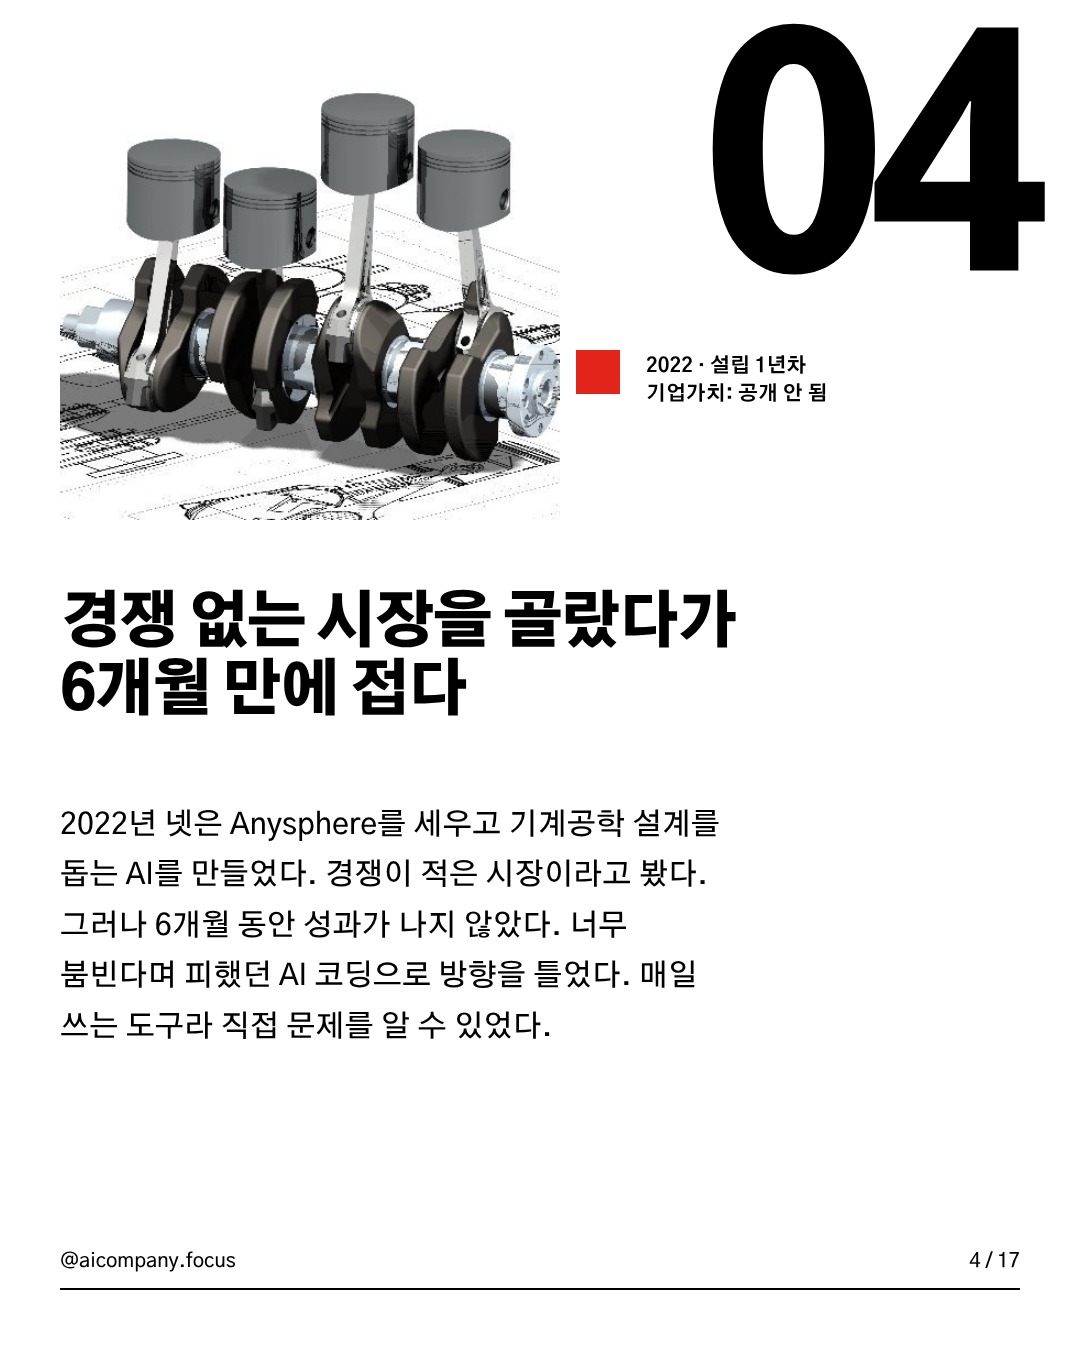 04
2022 · 설립 1년차
기업가치: 공개 안 됨
경쟁 없는 시장을 골랐다가
6개월 만에 접다
2022년 넷은 Anysphere를 세우고 기계공학 설계를
돕는 AI를 만들었다. 경쟁이 적은 시장이라고 봤다.
그러나 6개월 동안 성과가 나지 않았다. 너무
붐빈다며 피했던 AI 코딩으로 방향을 틀었다. 매일
쓰는 도구라 직접 문제를 알 수 있었다.
@aicompany.focus
4 / 17